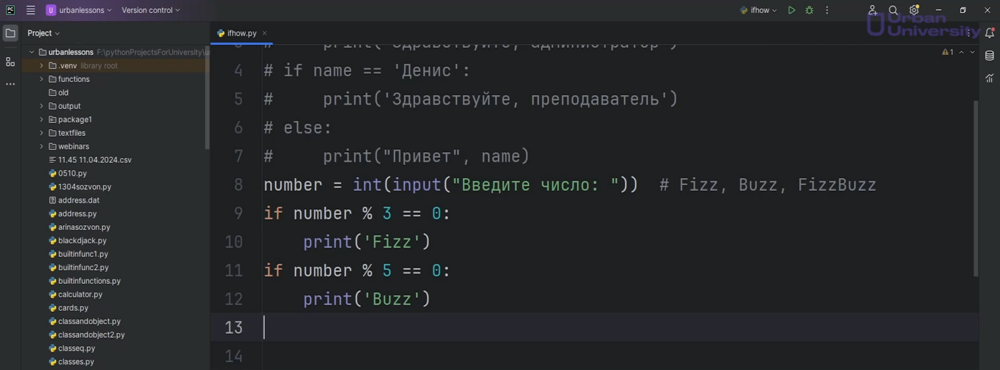 PC
U urbanlessons
Version control
ifhow
Urban
University
Project
ifhow.py
urbanlessons F:\pythonProjectsForUniversity\u
.venv library root
functions
old
output
package1
textfiles
webinars
11.45 11.04.2024.csv
0510.py
1304sozvon.py
address.dat
address.py
arinasozvon.py
blackdjack.py
builtinfunc1.py
builtinfunc2.py
builtinfunctions.py
calculator.py
cards.py
classandobject.py
classandobject2.py
classeq.py
classes.py
1
# print('Здравствуйте, администратор')
4 # if name == 'Денис':
5 # print('Здравствуйте, преподаватель')
6 # else:
7 # print("Привет", name)
8 number = int(input("Введите число: ")) # Fizz, Buzz, FizzBuzz
9 if number % 3 == 0:
10 print('Fizz')
11 if number % 5 == 0:
12 print('Buzz')
13
14